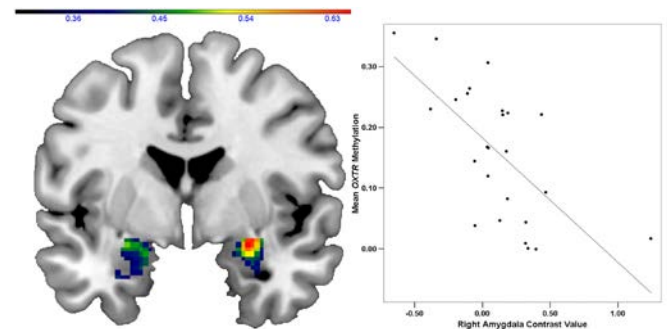 0.36 0.45 0.54 0.63
0.30
0.20
0.10
0.00
Mean OXTR Methylation
-0.50 0.00 0.50 1.00
Right Amygdala Contrast Value